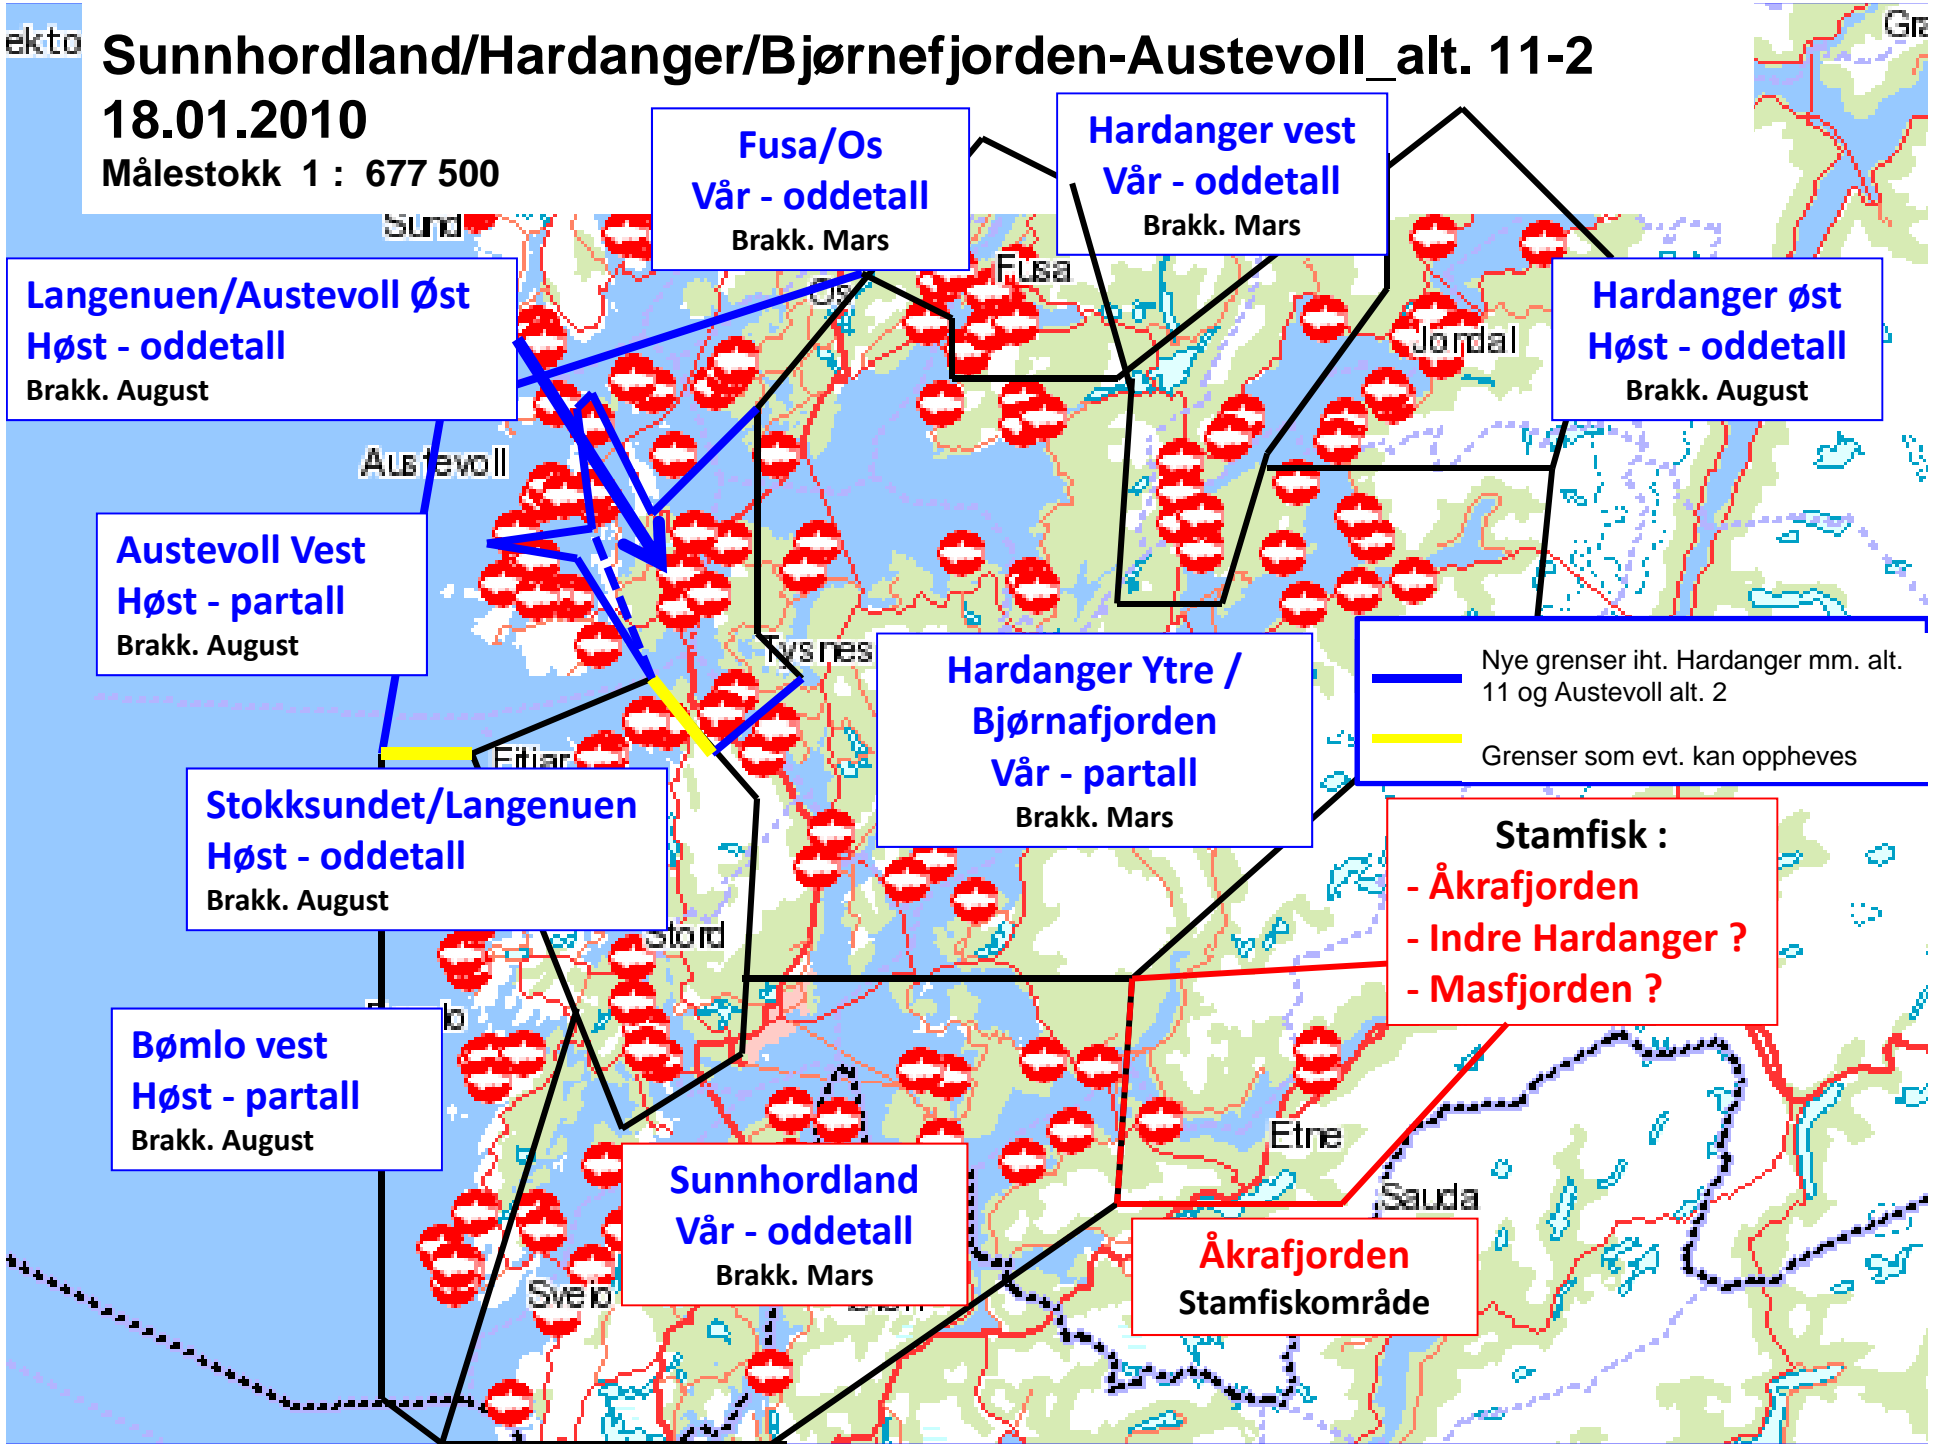 Sunnhordland/Hardanger/Bjørnefjorden-Austevoll_alt. 11-2
18.01.2010
Målestokk 1 : 677 500
Fusa/Os
Vår - oddetall
Brakk. Mars
Hardanger vest
Vår - oddetall
Brakk. Mars
Sund
Fusa
Os
Langenuen/Austevoll Øst
Høst - oddetall
Brakk. August
Hardanger øst
Høst - oddetall
Brakk. August
Jondal
Austevoll
Austevoll Vest
Høst - partall
Brakk. August
Tysnes
Hardanger Ytre /
Bjørnafjorden
Vår - partall
Brakk. Mars
Nye grenser iht. Hardanger mm. alt.
11 og Austevoll alt. 2
Grenser som evt. kan oppheves
Fitjar
Stokksundet/Langenuen
Høst - oddetall
Brakk. August
Stamfisk :
- Åkrafjorden
- Indre Hardanger ?
- Masfjorden ?
Stord
Bømlo vest
Høst - partall
Brakk. August
Etne
Sunnhordland
Vår - oddetall
Brakk. Mars
Sauda
Åkrafjorden
Stamfiskområde
Sveio